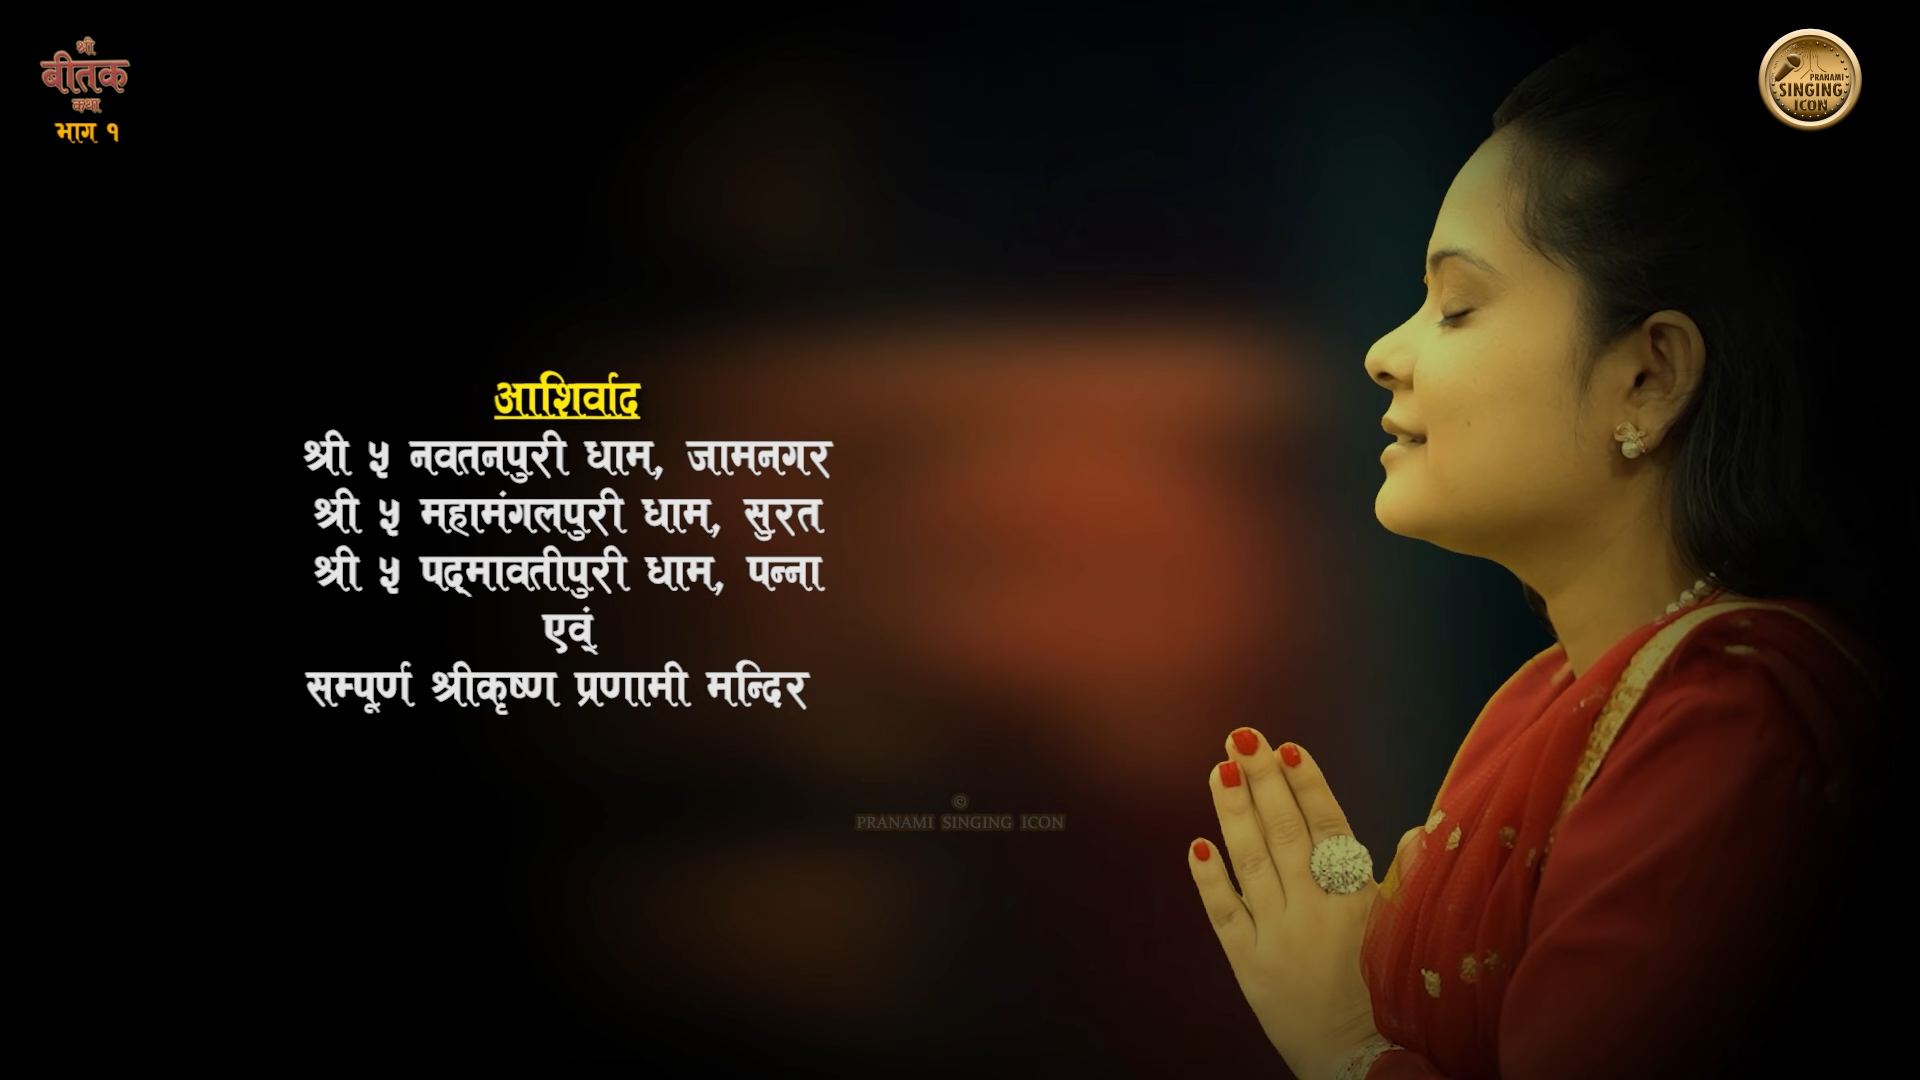 श्री
बीतक
कथा
भाग १
PRANAMI
SINGING
ICON
आशिर्वाद
श्री ५ नवतनपुरी धाम, जामनगर
श्री ५ महामंगलपुरी धाम, सुरत
श्री ५ पद्मावतीपुरी धाम, पन्ना
एवं्
सम्पूर्ण श्रीकृष्ण प्रणामी मन्दिर
©
PRANAMI SINGING ICON